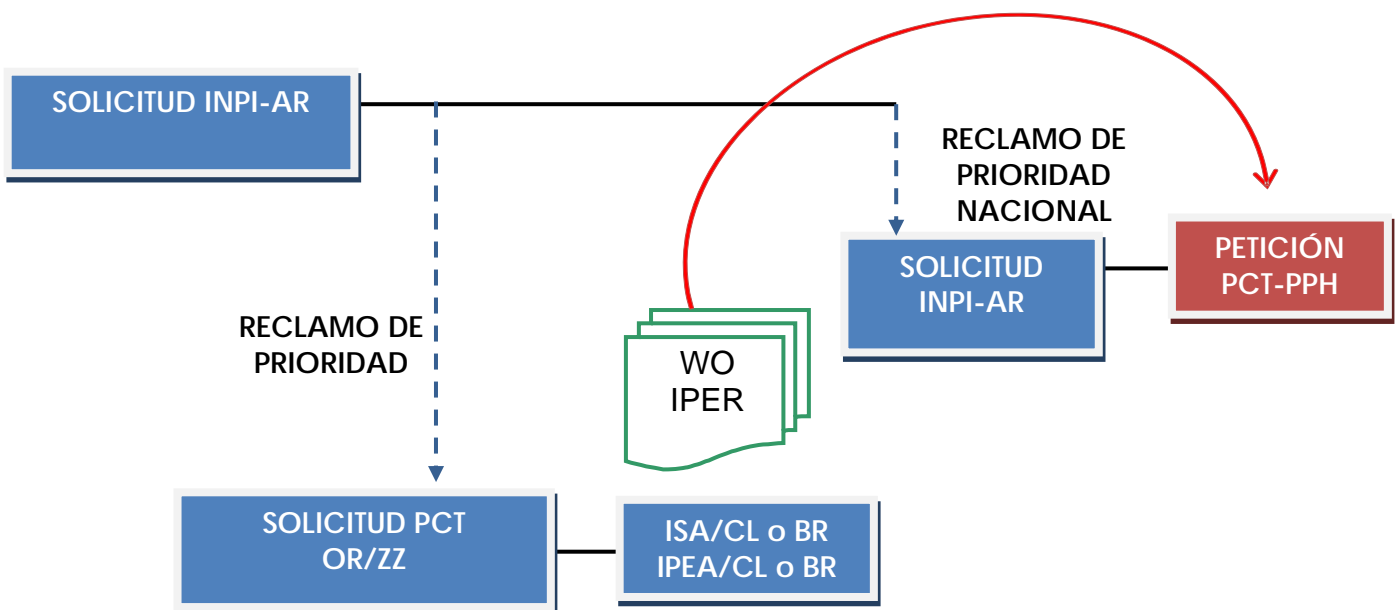 SOLICITUD INPI-AR
RECLAMO DE
PRIORIDAD
NACIONAL
SOLICITUD
INPI-AR
PETICIÓN
PCT-PPH
RECLAMO DE
PRIORIDAD
WO
IPER
SOLICITUD PCT
OR/ZZ
ISA/CL o BR
IPEA/CL o BR